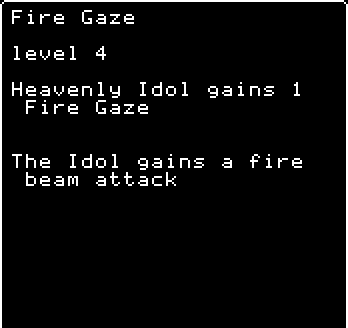 Fire Gaze
level 4
Heavenly Idol gains 1
Fire Gaze
The Idol gains a fire
beam attack